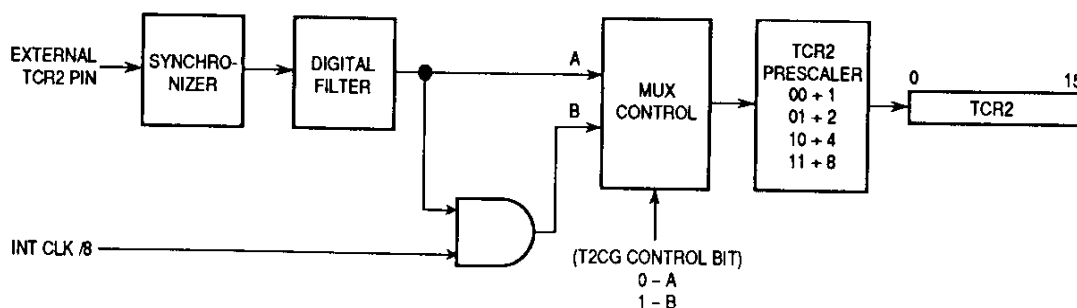 EXTERNAL
TCR2 PIN
SYNCHRO-
NIZER
DIGITAL
FILTER
A
B
MUX
CONTROL
TCR2
PRESCALER
00 ÷ 1
01 ÷ 2
10 ÷ 4
11 ÷ 8
0
15
TCR2
INT CLK /8
(T2CG CONTROL BIT)
0 – A
1 – B